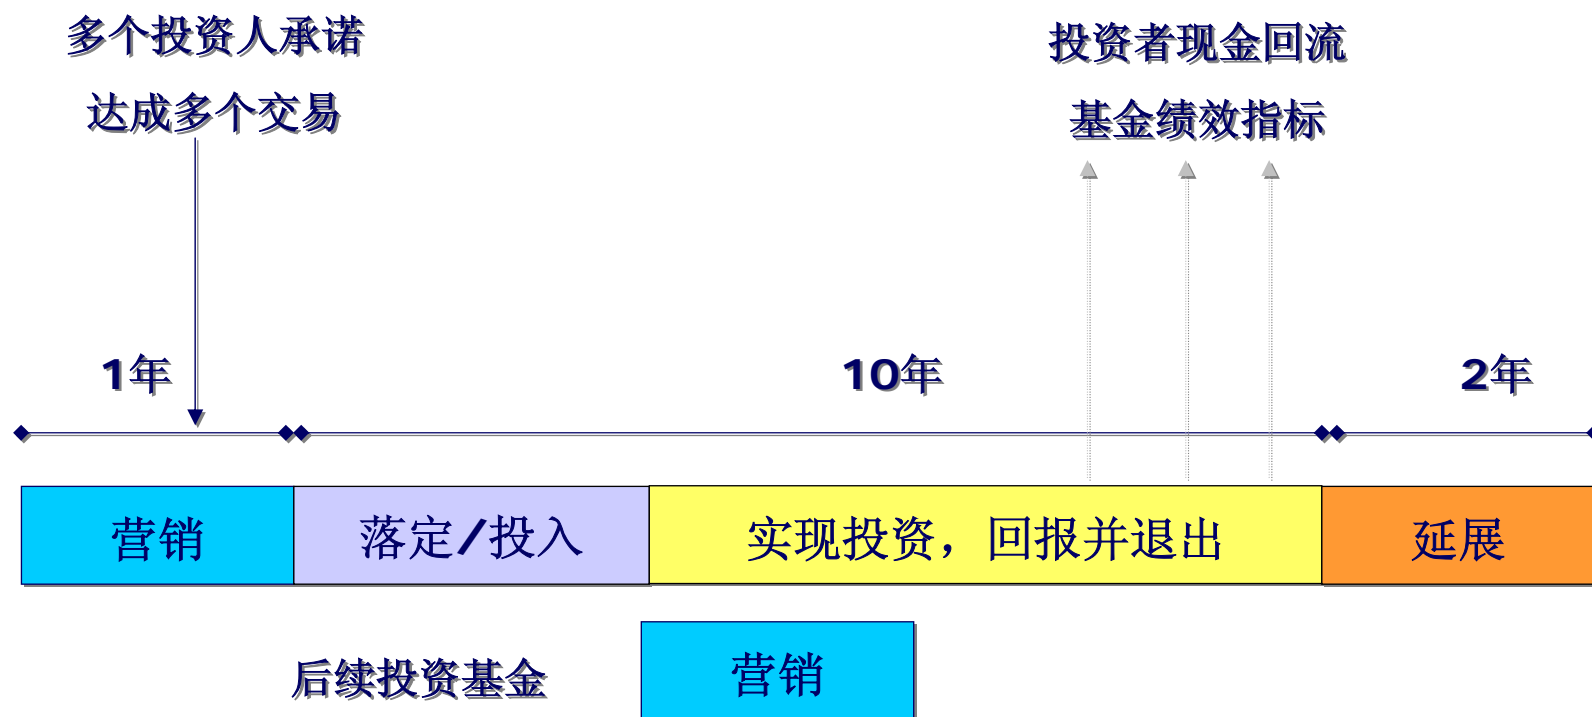 多个投资人承诺
达成多个交易
投资者现金回流
基金绩效指标
1年
10年
2年
营销
落定/投入
实现投资，回报并退出
延展
后续投资基金
营销